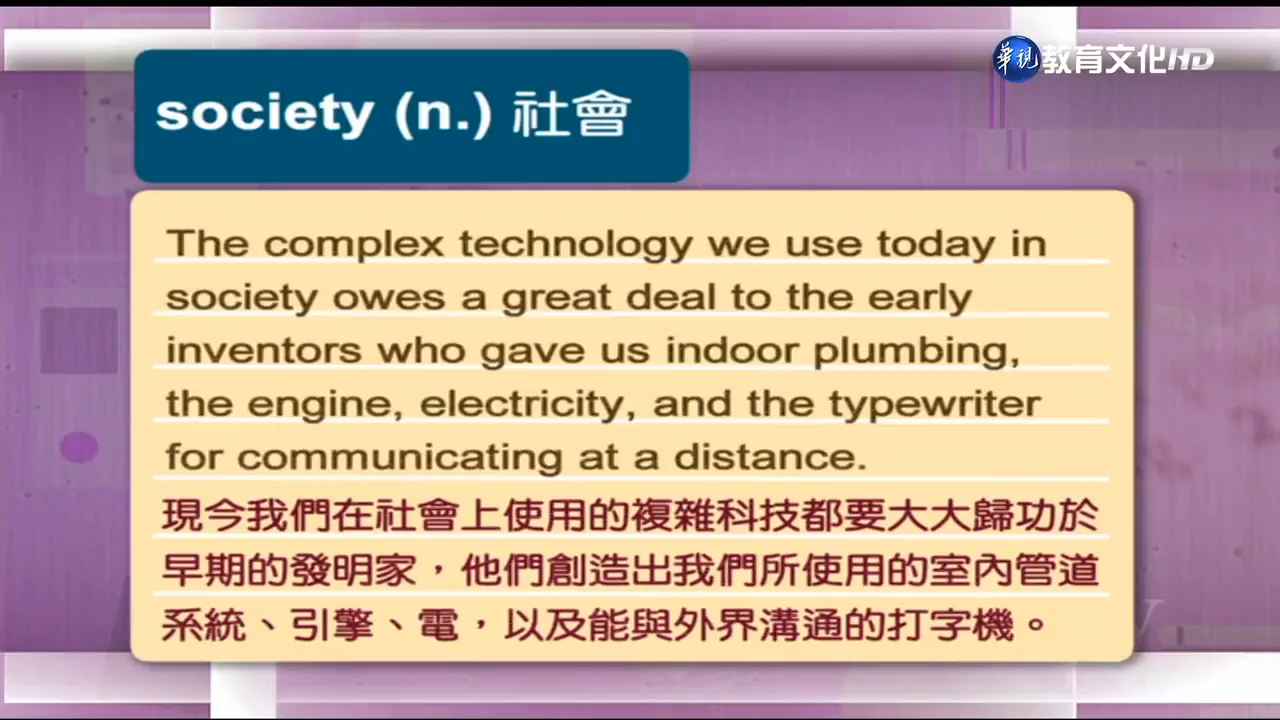 華視教育文化HD
society (n.) 社會
The complex technology we use today in
society owes a great deal to the early
inventors who gave us indoor plumbing,
the engine, electricity, and the typewriter
for communicating at a distance.
現今我們在社會上使用的複雜科技都要大大歸功於
早期的發明家，他們創造出我們所使用的室內管道
系統、引擎、電，以及能與外界溝通的打字機。